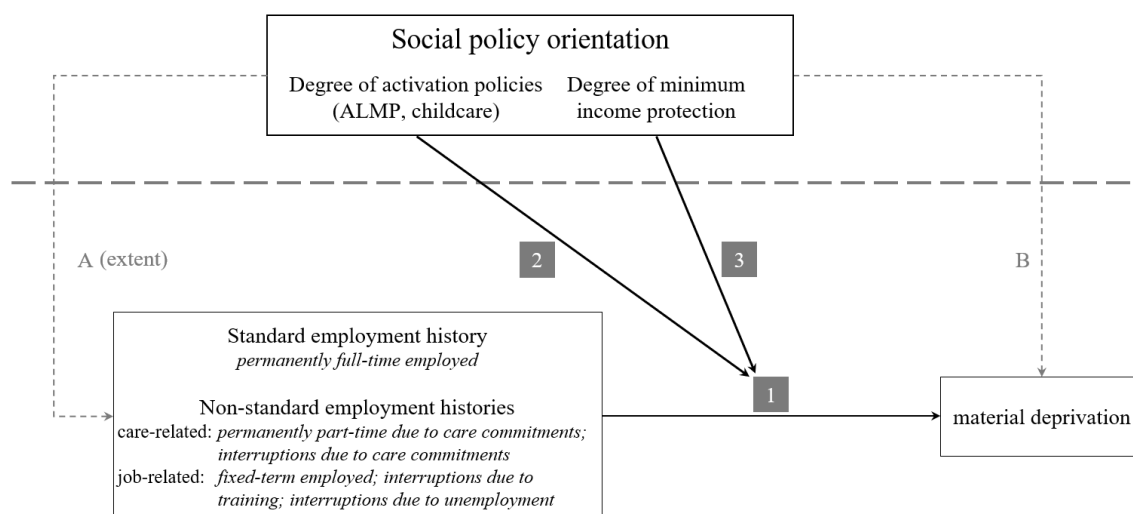 Social policy orientation
Degree of activation policies
(ALMP, childcare)
Degree of minimum
income protection
A (extent)
2
3
B
Standard employment history
permanently full-time employed
Non-standard employment histories
care-related: permanently part-time due to care commitments;
interruptions due to care commitments
job-related: fixed-term employed; interruptions due to
training; interruptions due to unemployment
1
material deprivation